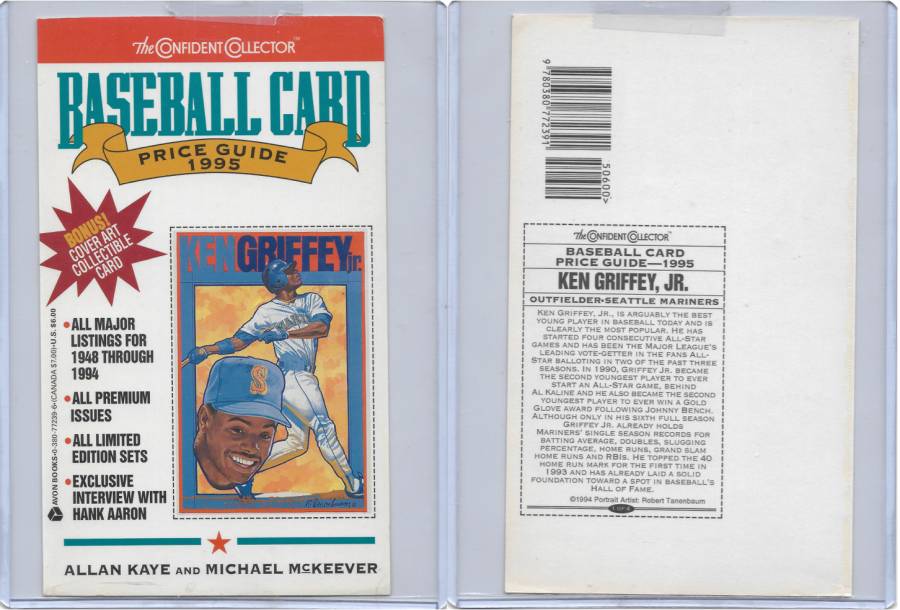 The CONFIDENT COLLECTOR™
BASEBALL CARD
PRICE GUIDE
1995
BONUS!
COVER ART
COLLECTIBLE
CARD
KEN GRIFFEY, jr.
S
• ALL MAJOR
LISTINGS FOR
1948 THROUGH
1994
• ALL PREMIUM
ISSUES
• ALL LIMITED
EDITION SETS
• EXCLUSIVE
INTERVIEW WITH
HANK AARON
AVON BOOKS•0-380-77239-6•(CANADA $7.00)•U.S. $6.00
ALLAN KAYE AND MICHAEL MCKEEVER
9 780380 772391
50600>
The CONFIDENT COLLECTOR™
BASEBALL CARD
PRICE GUIDE—1995
KEN GRIFFEY, JR.
OUTFIELDER-SEATTLE MARINERS
KEN GRIFFEY, JR., IS ARGUABLY THE BEST
YOUNG PLAYER IN BASEBALL TODAY AND IS
CLEARLY THE MOST POPULAR. HE HAS
STARTED FOUR CONSECUTIVE ALL-STAR
GAMES AND HAS BEEN THE MAJOR LEAGUE'S
LEADING VOTE-GETTER IN THE FANS ALL-
STAR BALLOTING IN TWO OF THE PAST THREE
SEASONS. IN 1990, GRIFFEY JR. BECAME
THE SECOND YOUNGEST PLAYER TO EVER
START AN ALL-STAR GAME, BEHIND
AL KALINE AND HE ALSO BECAME THE SECOND
YOUNGEST PLAYER TO EVER WIN A GOLD
GLOVE AWARD FOLLOWING JOHNNY BENCH.
ALTHOUGH ONLY IN HIS SIXTH FULL SEASON
GRIFFEY JR. ALREADY HOLDS
MARINERS' SINGLE SEASON RECORDS FOR
BATTING AVERAGE, DOUBLES, SLUGGING
PERCENTAGE, HOME RUNS, GRAND SLAM
HOME RUNS AND RBIS. HE TOPPED THE 40
HOME RUN MARK FOR THE FIRST TIME IN
1993 AND HAS ALREADY LAID A SOLID
FOUNDATION TOWARD A SPOT IN BASEBALL'S
HALL OF FAME.
©1994 Portrait Artist: Robert Tanenbaum
1 OF 4